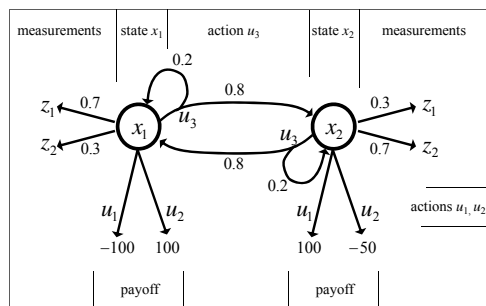 measurements state x₁ action u₃ state x₂ measurements
0.2
0.8
z₁ 0.7 0.3 z₁
x₁ u₃ u₃ x₂
z₂ 0.3 0.7 z₂
0.8
0.2
u₁ u₂ u₁ u₂ actions u₁, u₂
−100 100 100 −50
payoff payoff